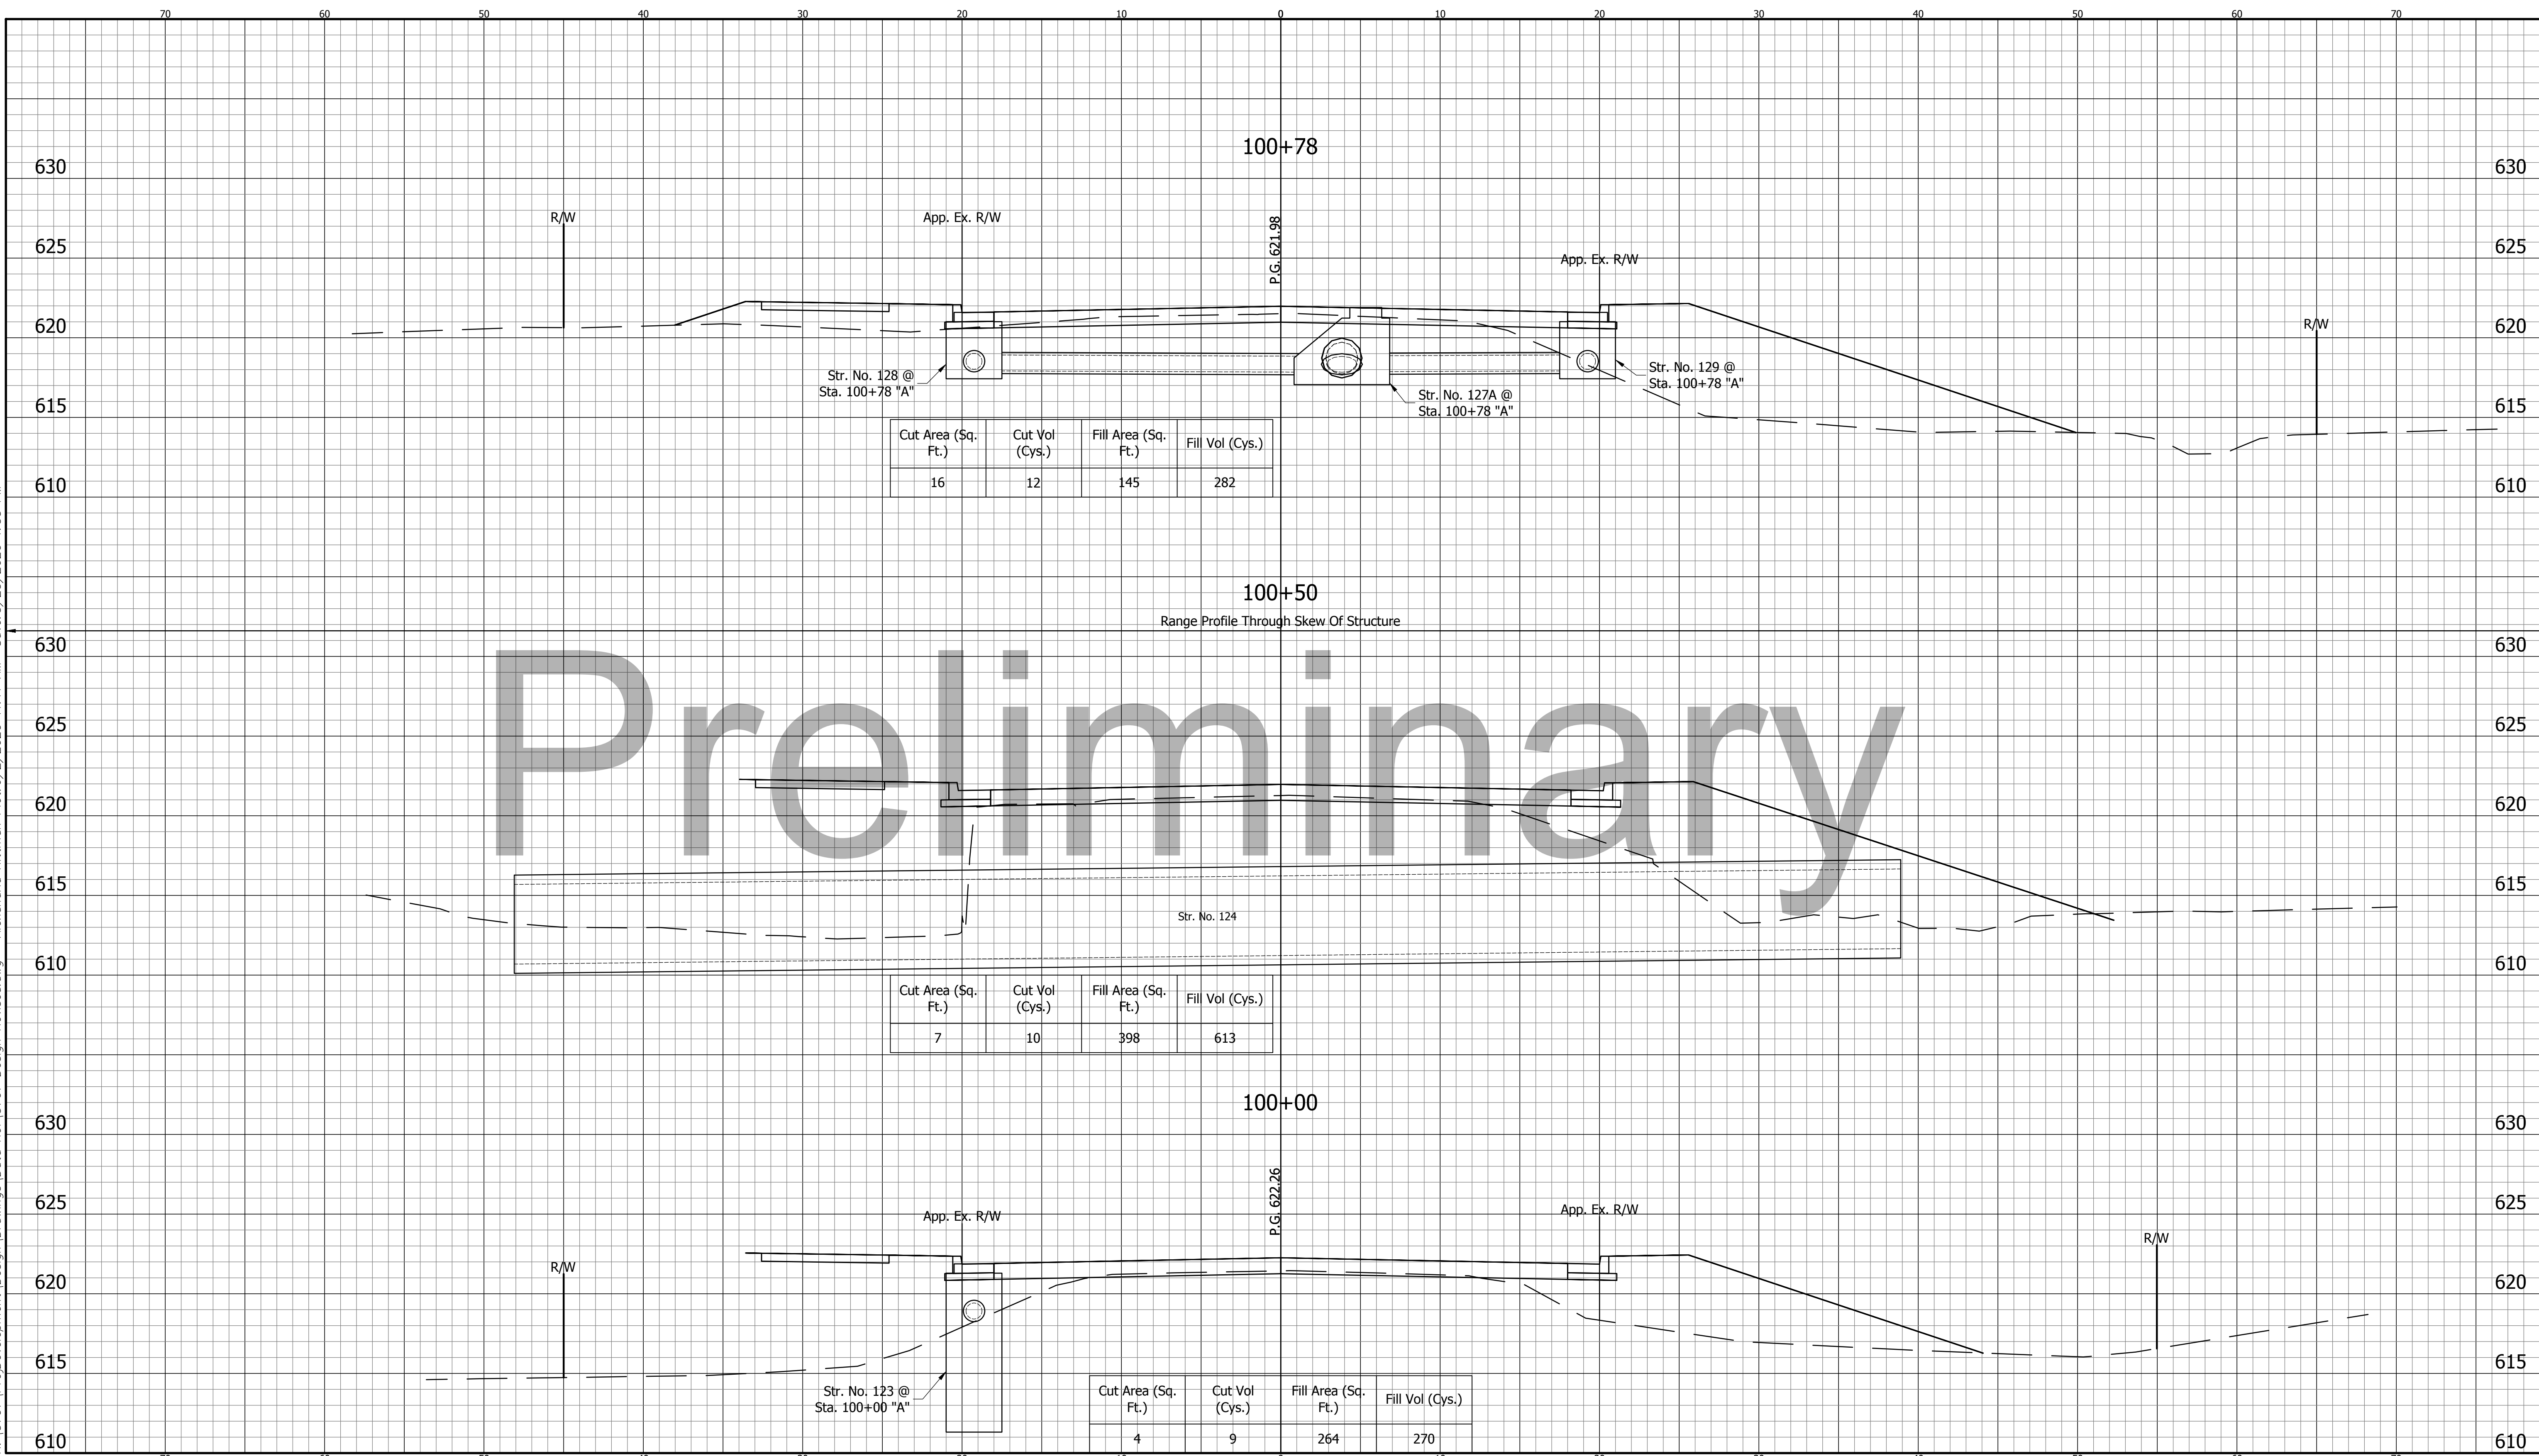 70 60 50 40 30 20 10 0 10 20 30 40 50 60 70
100+78
630 630
R/W
App. Ex. R/W
P.G. 621.98
625 625
App. Ex. R/W
620 620
R/W
Str. No. 128 @
Sta. 100+78 "A"
Str. No. 129 @
Sta. 100+78 "A"
Str. No. 127A @
Sta. 100+78 "A"
615 615
Cut Area (Sq. Ft.) Cut Vol (Cys.) Fill Area (Sq. Ft.) Fill Vol (Cys.)
16 12 145 282
610 610
100+50
Range Profile Through Skew Of Structure
630 630
Preliminary
625 625
620 620
615 615
Str. No. 124
610 610
Cut Area (Sq. Ft.) Cut Vol (Cys.) Fill Area (Sq. Ft.) Fill Vol (Cys.)
7 10 398 613
100+00
630 630
P.G. 622.26
625 625
App. Ex. R/W
App. Ex. R/W
R/W
R/W
620 620
615 615
Str. No. 123 @
Sta. 100+00 "A"
Cut Area (Sq. Ft.) Cut Vol (Cys.) Fill Area (Sq. Ft.) Fill Vol (Cys.)
4 9 264 270
610 610